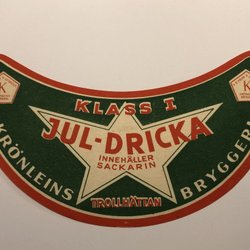 KLASS I
JUL-DRICKA
INNEHÅLLER
SACKARIN
KRÖNLEINS
BRYGGERI
TROLLHÄTTAN
K
K